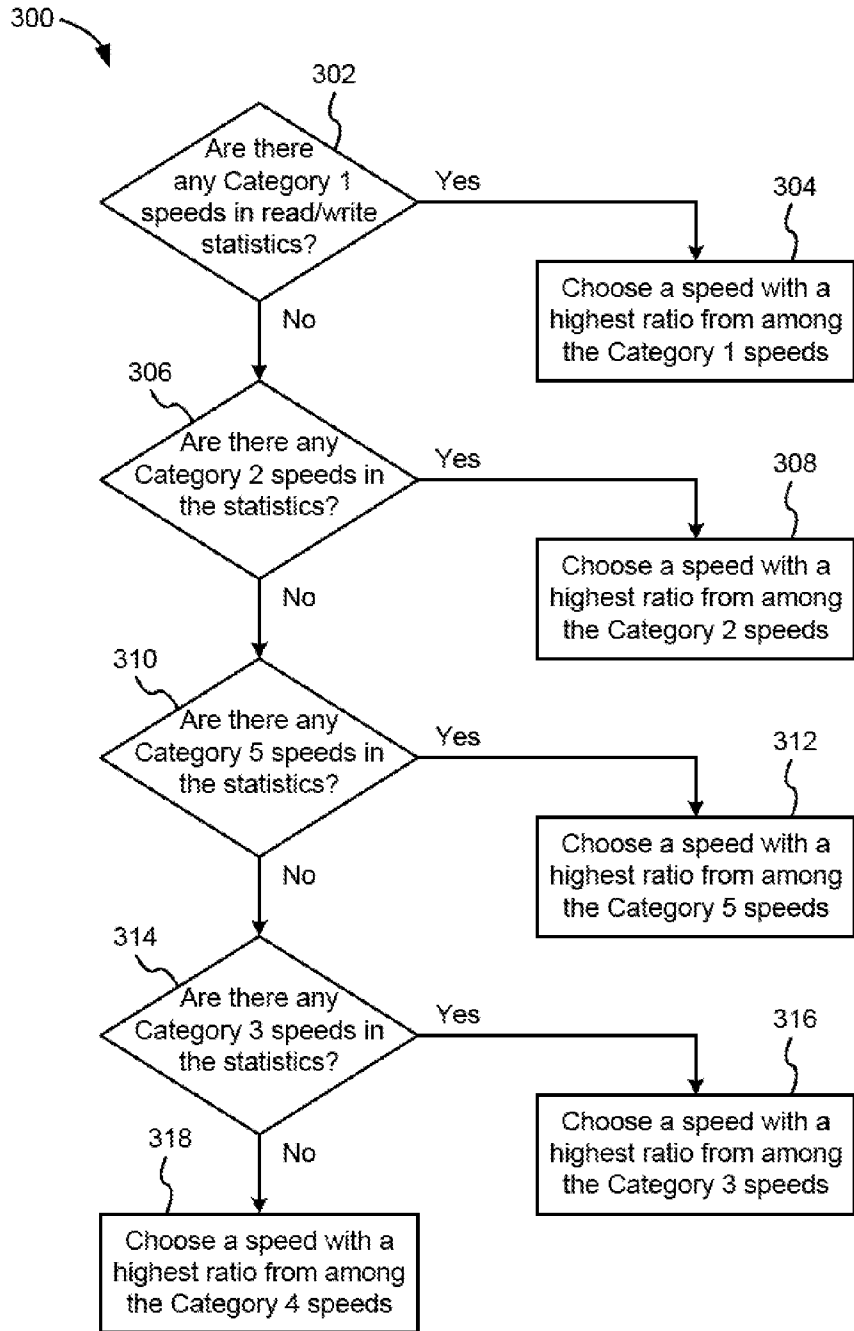 300
302
Are there
any Category 1
speeds in read/write
statistics?
Yes
304
Choose a speed with a
highest ratio from among
the Category 1 speeds
No
306
Are there any
Category 2 speeds in
the statistics?
Yes
308
Choose a speed with a
highest ratio from among
the Category 2 speeds
No
310
Are there any
Category 5 speeds in
the statistics?
Yes
312
Choose a speed with a
highest ratio from among
the Category 5 speeds
No
314
Are there any
Category 3 speeds in
the statistics?
Yes
316
Choose a speed with a
highest ratio from among
the Category 3 speeds
No
318
Choose a speed with a
highest ratio from among
the Category 4 speeds